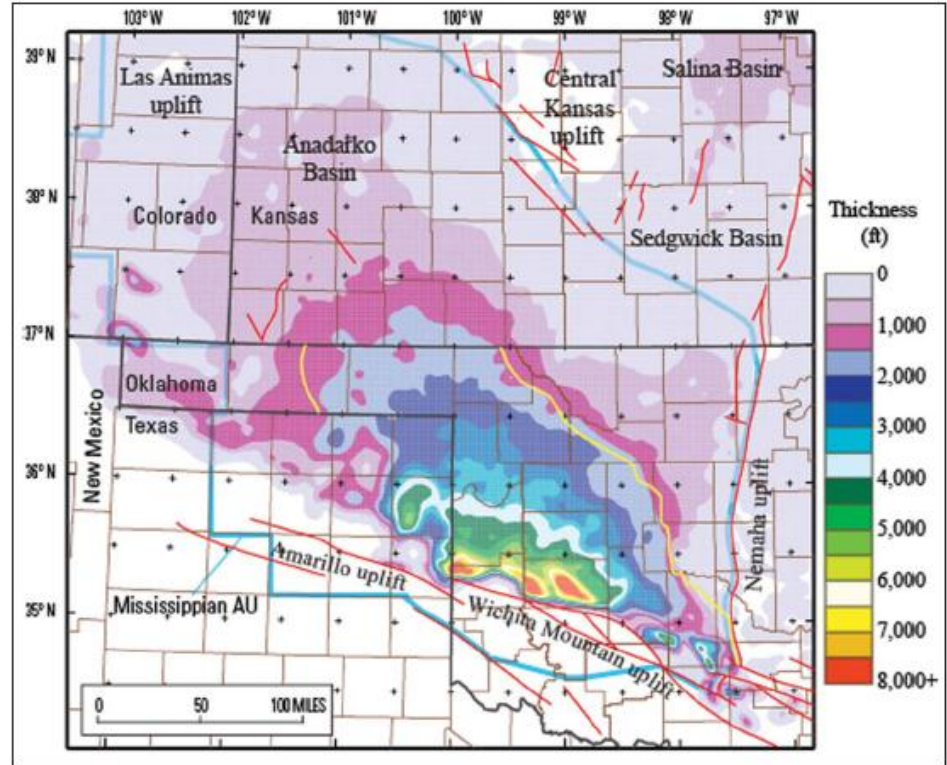 103° W
102° W
101° W
100° W
99° W
98° W
97° W
39° N
38° N
37° N
36° N
35° N
Las Animas
uplift
Central
Kansas
uplift
Salina Basin
Anadarko
Basin
Colorado
Kansas
Sedgwick Basin
Thickness
(ft)
0
1,000
2,000
3,000
4,000
5,000
6,000
7,000
8,000+
Oklahoma
Texas
New Mexico
Nemaha uplift
Amarillo uplift
Mississippian AU
Wichita Mountain uplift
0
50
100 MILES